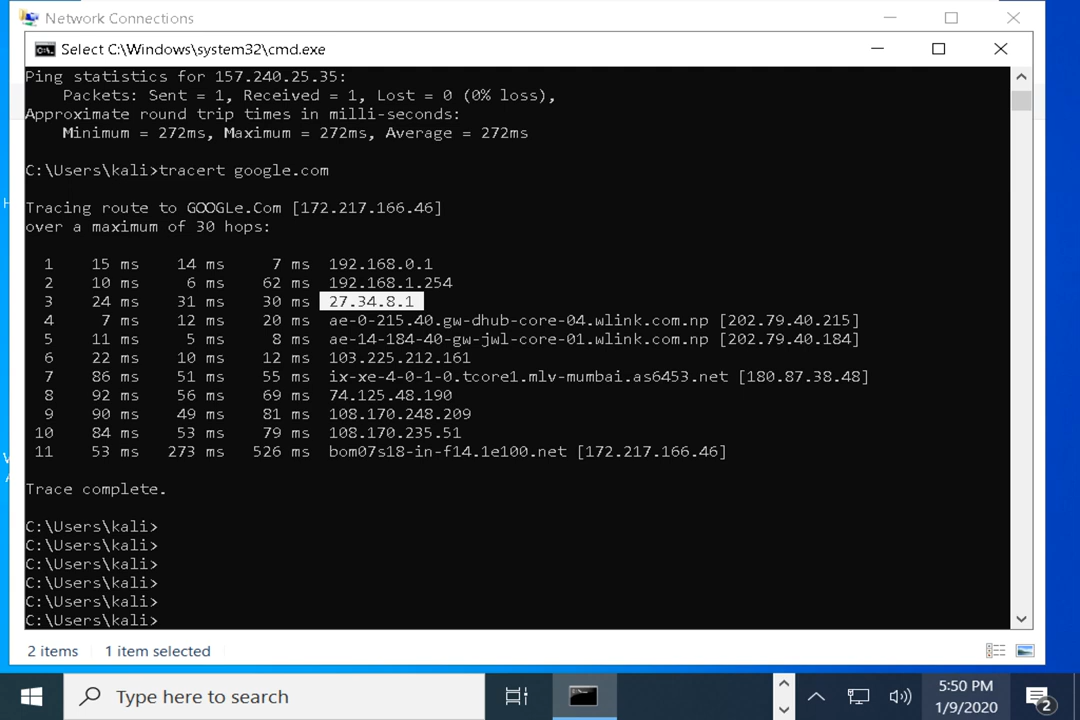 Network Connections
Select C:\Windows\system32\cmd.exe
Ping statistics for 157.240.25.35:
    Packets: Sent = 1, Received = 1, Lost = 0 (0% loss),
Approximate round trip times in milli-seconds:
    Minimum = 272ms, Maximum = 272ms, Average = 272ms
C:\Users\kali>tracert google.com
Tracing route to GOOGLe.Com [172.217.166.46]
over a maximum of 30 hops:
  1    15 ms    14 ms     7 ms  192.168.0.1
  2    10 ms     6 ms    62 ms  192.168.1.254
  3    24 ms    31 ms    30 ms  27.34.8.1
  4     7 ms    12 ms    20 ms  ae-0-215.40.gw-dhub-core-04.wlink.com.np [202.79.40.215]
  5    11 ms     5 ms     8 ms  ae-14-184-40-gw-jwl-core-01.wlink.com.np [202.79.40.184]
  6    22 ms    10 ms    12 ms  103.225.212.161
  7    86 ms    51 ms    55 ms  ix-xe-4-0-1-0.tcore1.mlv-mumbai.as6453.net [180.87.38.48]
  8    92 ms    56 ms    69 ms  74.125.48.190
  9    90 ms    49 ms    81 ms  108.170.248.209
 10    84 ms    53 ms    79 ms  108.170.235.51
 11    53 ms   273 ms   526 ms  bom07s18-in-f14.1e100.net [172.217.166.46]
Trace complete.
C:\Users\kali>
C:\Users\kali>
C:\Users\kali>
C:\Users\kali>
C:\Users\kali>
C:\Users\kali>
2 items 1 item selected
Type here to search
5:50 PM
1/9/2020
2